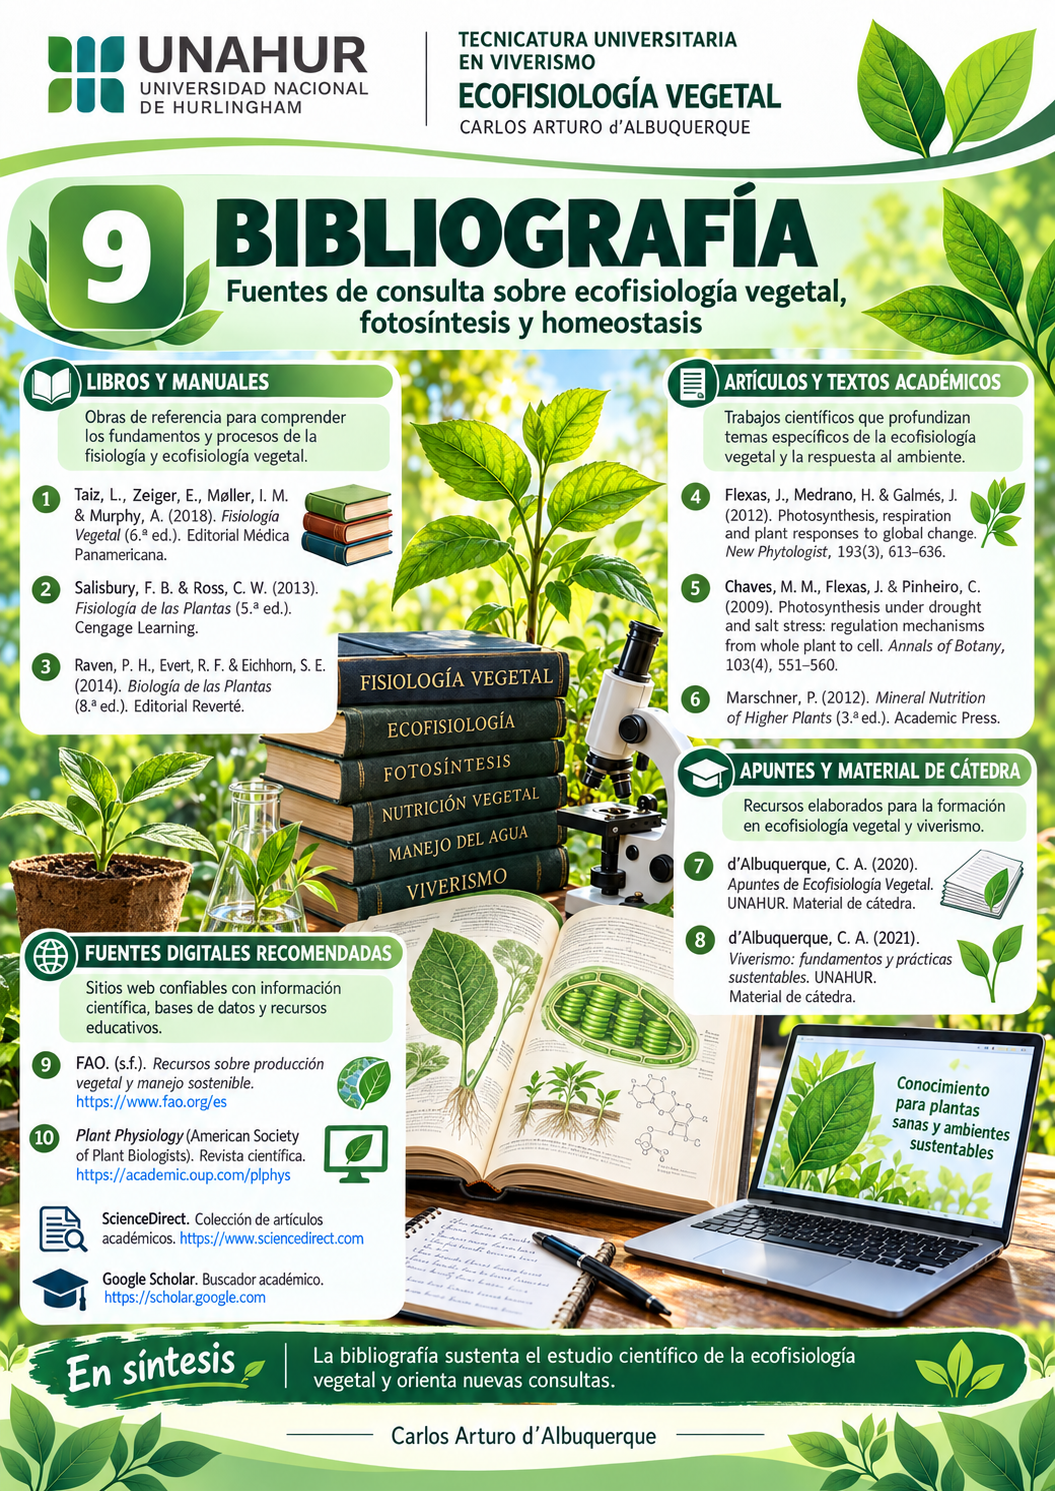 UNAHUR
UNIVERSIDAD NACIONAL
DE HURLINGHAM
TECNICATURA UNIVERSITARIA
EN VIVERISMO
ECOFISIOLOGÍA VEGETAL
CARLOS ARTURO d'ALBUQUERQUE
9
BIBLIOGRAFÍA
Fuentes de consulta sobre ecofisiología vegetal,
fotosíntesis y homeostasis
LIBROS Y MANUALES
Obras de referencia para comprender
los fundamentos y procesos de la
fisiología y ecofisiología vegetal.
1
Taiz, L., Zeiger, E., Møller, I. M.
& Murphy, A. (2018). Fisiología
Vegetal (6.ª ed.). Editorial Médica
Panamericana.
2
Salisbury, F. B. & Ross, C. W. (2013).
Fisiología de las Plantas (5.ª ed.).
Cengage Learning.
3
Raven, P. H., Evert, R. F. & Eichhorn, S. E.
(2014). Biología de las Plantas
(8.ª ed.). Editorial Reverté.
ARTÍCULOS Y TEXTOS ACADÉMICOS
Trabajos científicos que profundizan
temas específicos de la ecofisiología
vegetal y la respuesta al ambiente.
4
Flexas, J., Medrano, H. & Galmés, J.
(2012). Photosynthesis, respiration
and plant responses to global change.
New Phytologist, 193(3), 613–636.
5
Chaves, M. M., Flexas, J. & Pinheiro, C.
(2009). Photosynthesis under drought
and salt stress: regulation mechanisms
from whole plant to cell. Annals of Botany,
103(4), 551–560.
6
Marschner, P. (2012). Mineral Nutrition
of Higher Plants (3.ª ed.). Academic Press.
FISIOLOGÍA VEGETAL
ECOFISIOLOGÍA
FOTOSÍNTESIS
NUTRICIÓN VEGETAL
MANEJO DEL AGUA
VIVERISMO
APUNTES Y MATERIAL DE CÁTEDRA
Recursos elaborados para la formación
en ecofisiología vegetal y viverismo.
7
d'Albuquerque, C. A. (2020).
Apuntes de Ecofisiología Vegetal.
UNAHUR. Material de cátedra.
8
d'Albuquerque, C. A. (2021).
Viverismo: fundamentos y prácticas
sustentables. UNAHUR.
Material de cátedra.
FUENTES DIGITALES RECOMENDADAS
Sitios web confiables con información
científica, bases de datos y recursos
educativos.
9
FAO. (s.f.). Recursos sobre producción
vegetal y manejo sostenible.
https://www.fao.org/es
10
Plant Physiology (American Society
of Plant Biologists). Revista científica.
https://academic.oup.com/plphys
ScienceDirect. Colección de artículos
académicos. https://www.sciencedirect.com
Google Scholar. Buscador académico.
https://scholar.google.com
Conocimiento
para plantas
sanas y ambientes
sustentables
En síntesis
La bibliografía sustenta el estudio científico de la ecofisiología
vegetal y orienta nuevas consultas.
Carlos Arturo d'Albuquerque